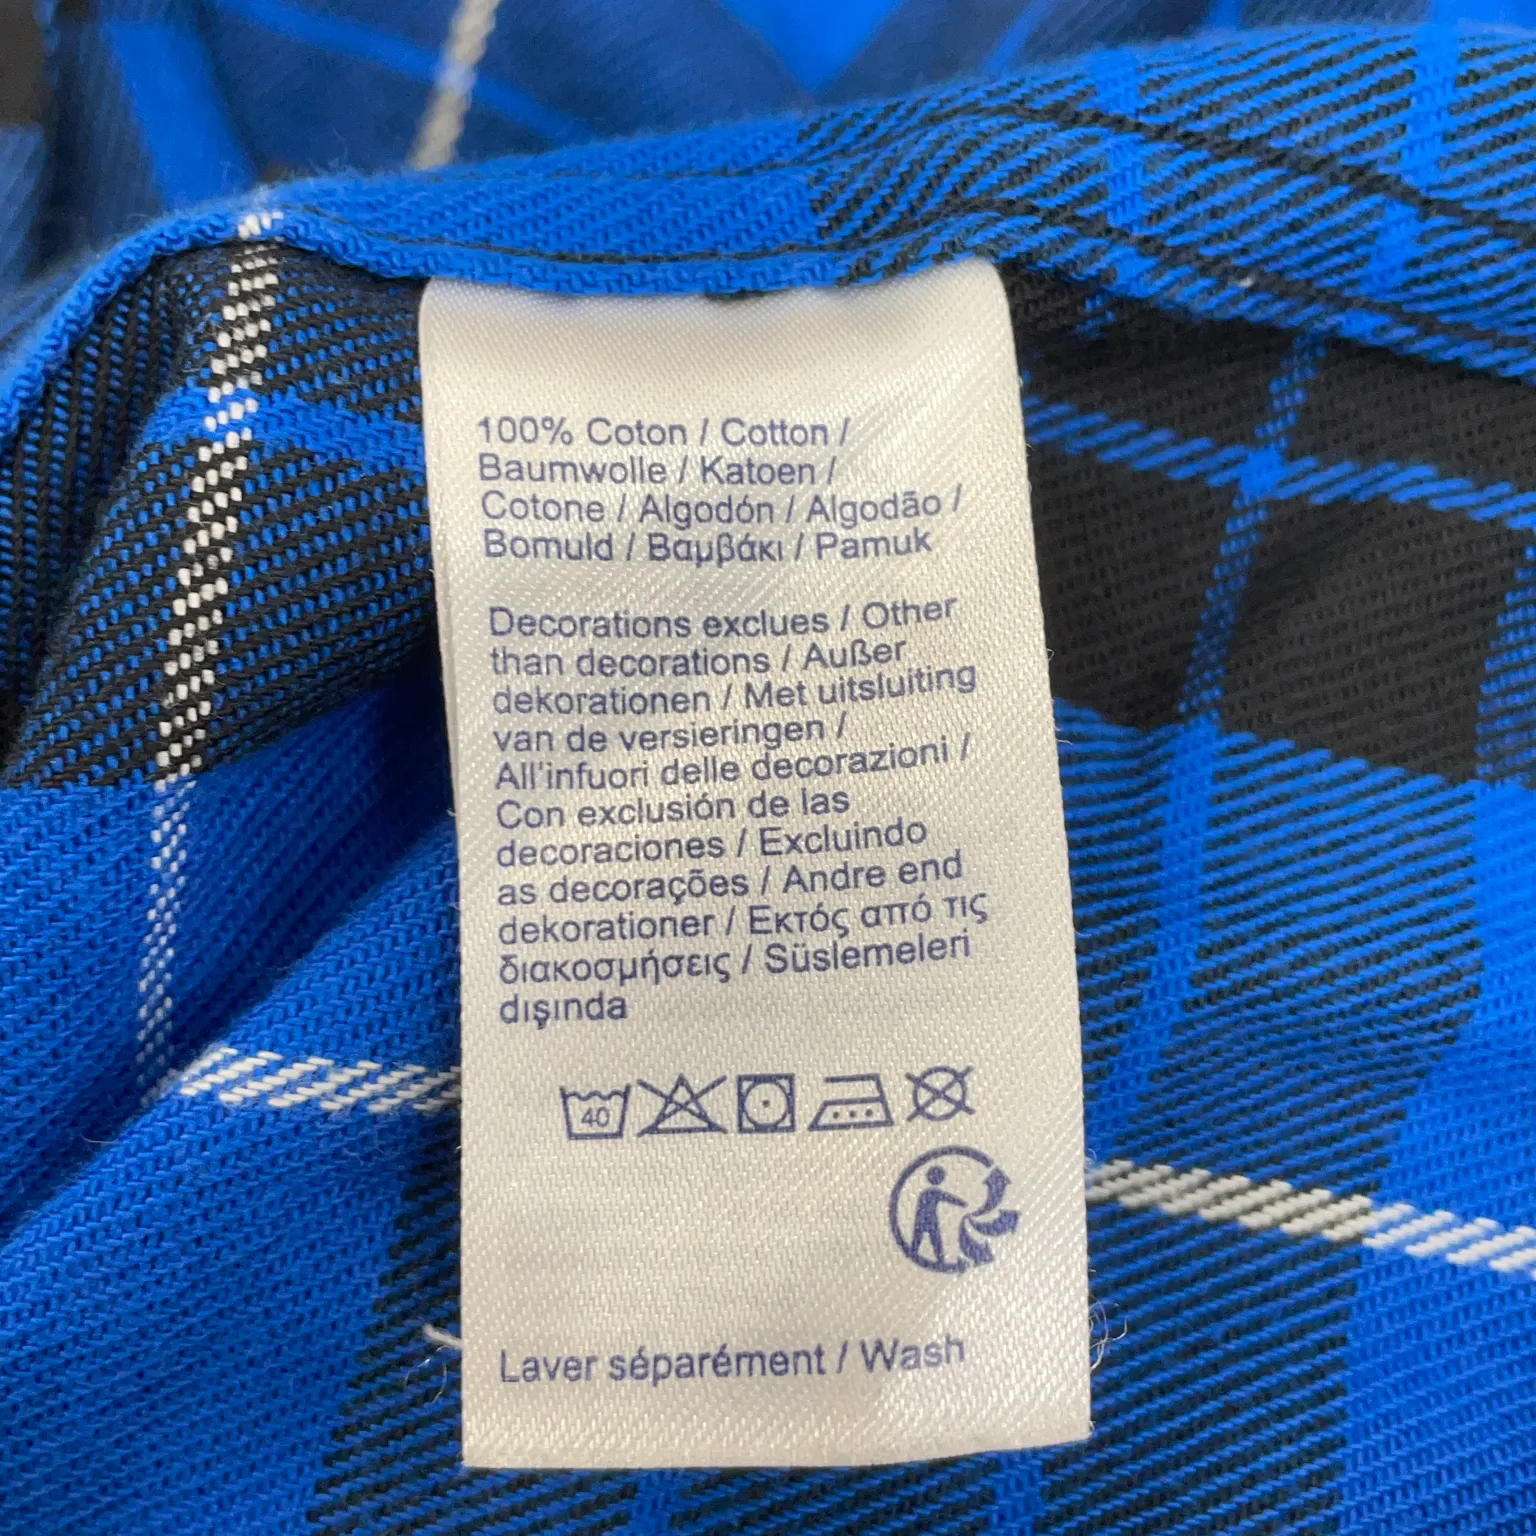 100% Coton / Cotton /
Baumwolle / Katoen /
Cotone / Algodón / Algodão /
Bomuld / Βαμβάκι / Pamuk
Decorations exclues / Other
than decorations / Außer
dekorationen / Met uitsluiting
van de versieringen /
All'infuori delle decorazioni /
Con exclusión de las
decoraciones / Excluindo
as decorações / Andre end
dekorationer / Εκτός από τις
διακοσμήσεις / Süslemeleri
dışında
40
Laver séparément / Wash